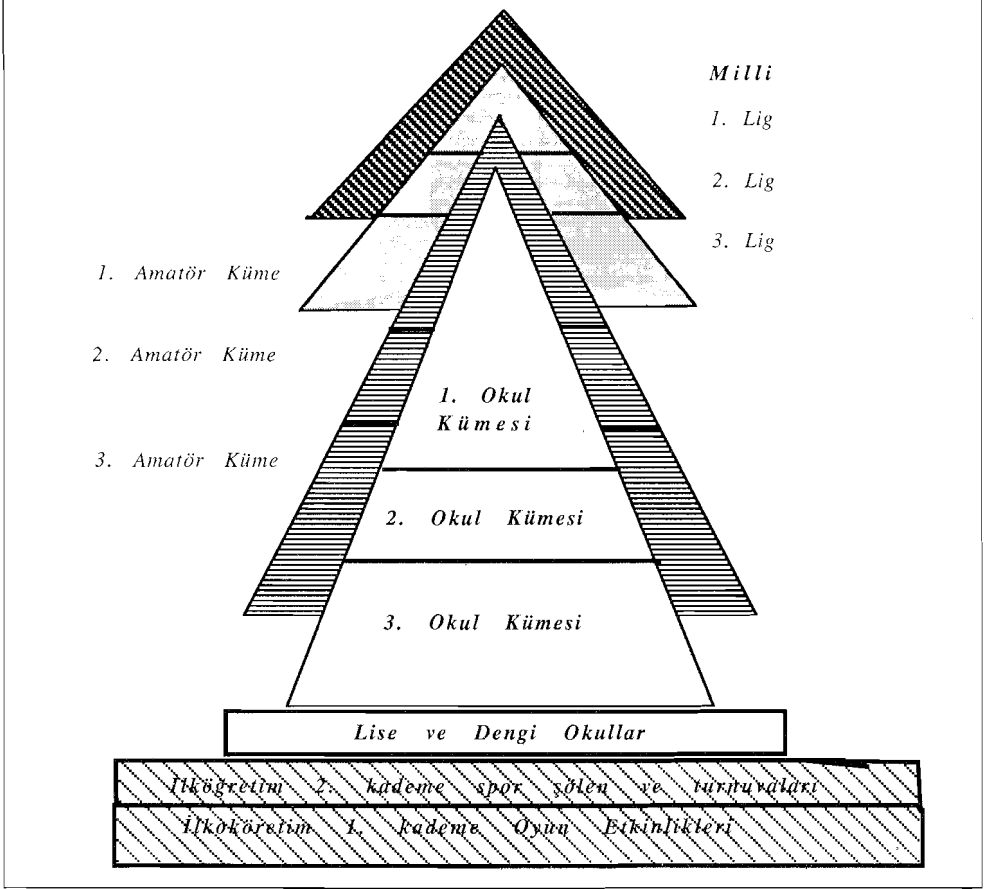 Milli
1. Lig
2. Lig
3. Lig
1. Amatör Küme
2. Amatör Küme
3. Amatör Küme
1. Okul
Kümesi
2. Okul Kümesi
3. Okul Kümesi
Lise ve Dengi Okullar
İlköğretim 2. kademe spor şölen ve turnuvaları
İlkoköretim 1. kademe Oyun Etkinlikleri